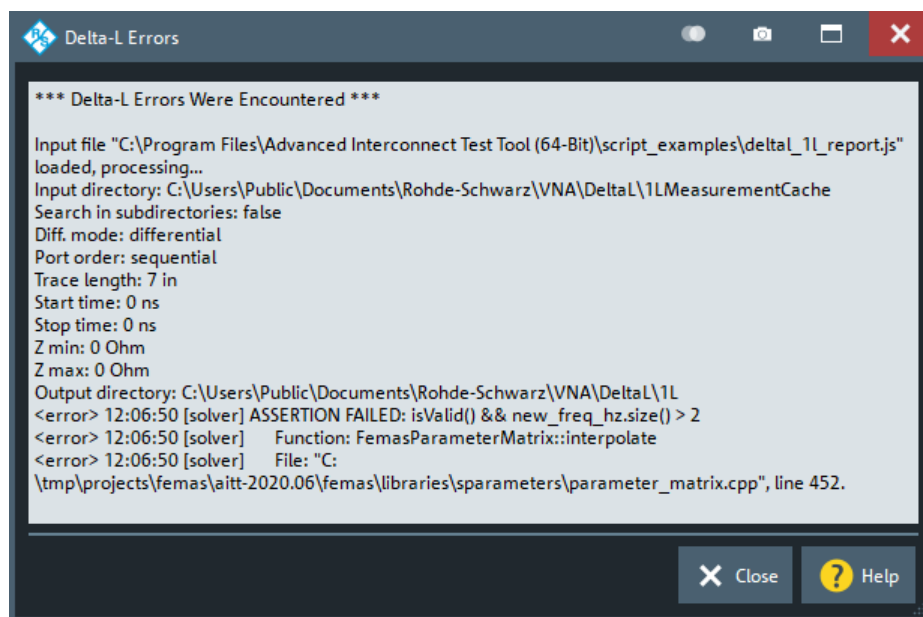 R S Delta-L Errors
*** Delta-L Errors Were Encountered ***
Input file "C:\Program Files\Advanced Interconnect Test Tool (64-Bit)\script_examples\deltal_1l_report.js"
loaded, processing...
Input directory: C:\Users\Public\Documents\Rohde-Schwarz\VNA\DeltaL\1LMeasurementCache
Search in subdirectories: false
Diff. mode: differential
Port order: sequential
Trace length: 7 in
Start time: 0 ns
Stop time: 0 ns
Z min: 0 Ohm
Z max: 0 Ohm
Output directory: C:\Users\Public\Documents\Rohde-Schwarz\VNA\DeltaL\1L
<error> 12:06:50 [solver] ASSERTION FAILED: isValid() && new_freq_hz.size() > 2
<error> 12:06:50 [solver]     Function: FemasParameterMatrix::interpolate
<error> 12:06:50 [solver]     File: "C:
\tmp\projects\femas\aitt-2020.06\femas\libraries\sparameters\parameter_matrix.cpp", line 452.
Close ? Help